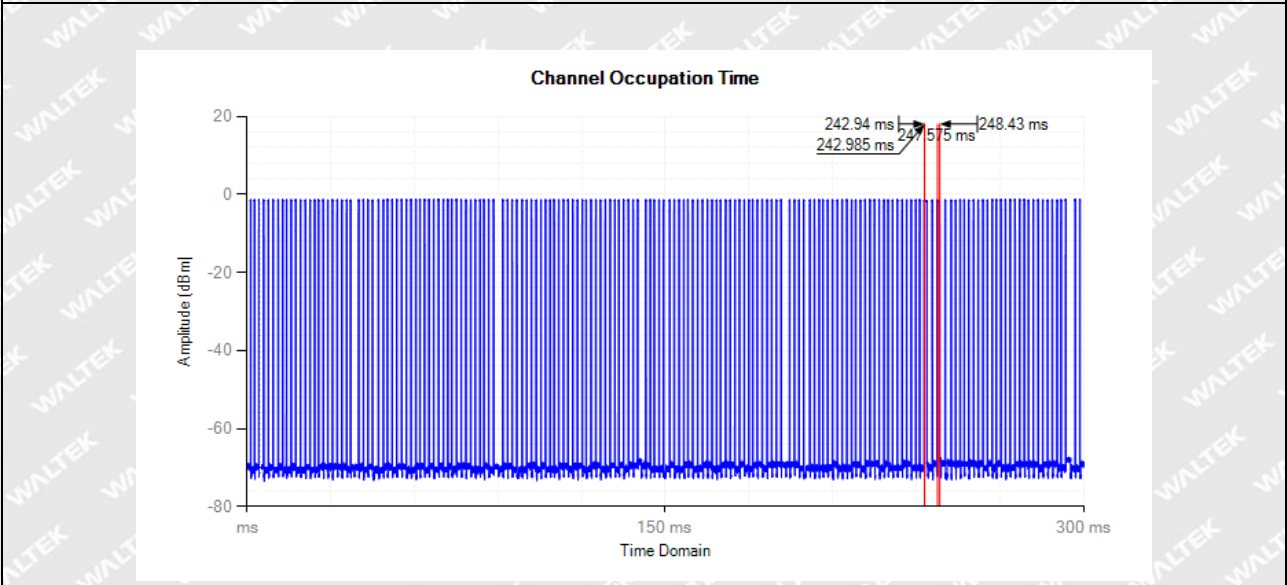 Channel Occupation Time
242.94 ms
247.575 ms
248.43 ms
242.985 ms
20
0
-20
-40
-60
-80
Amplitude (dBm)
ms
150 ms
300 ms
Time Domain
WALTEK